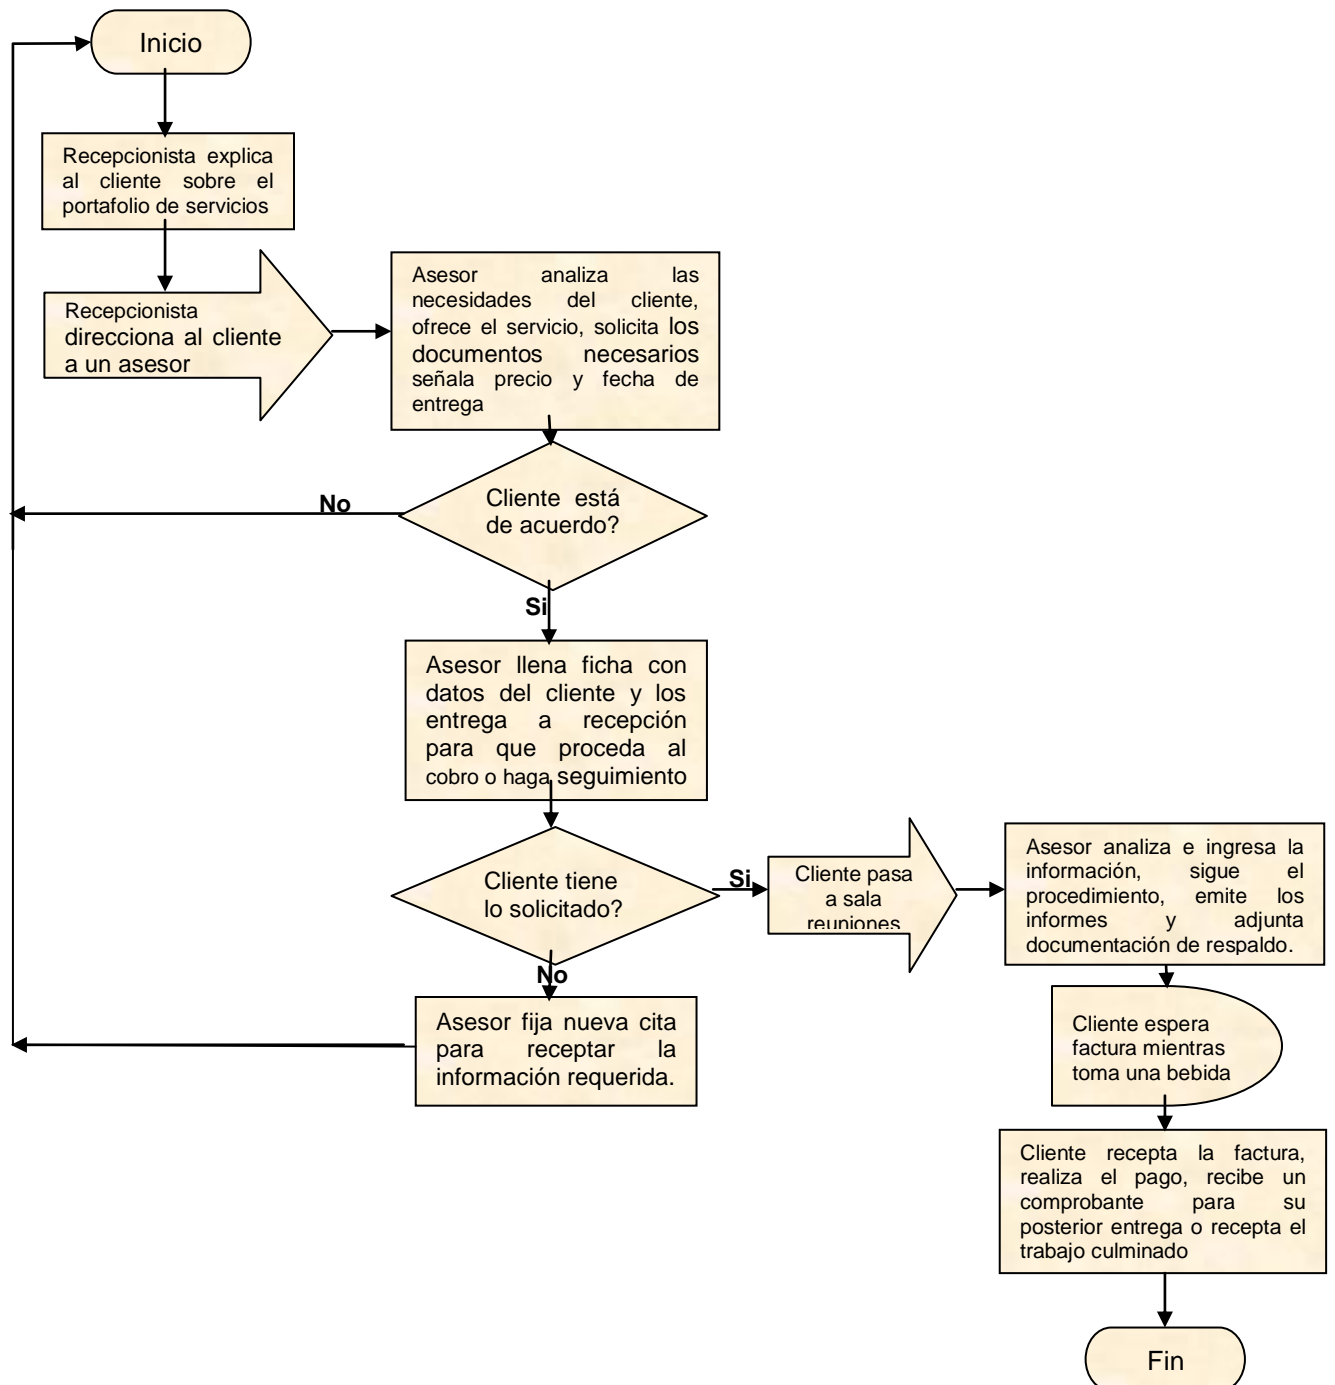 Inicio
Recepcionista explica
al cliente sobre el
portafolio de servicios
Recepcionista
direcciona al cliente
a un asesor
Asesor analiza las
necesidades del cliente,
ofrece el servicio, solicita los
documentos necesarios
señala precio y fecha de
entrega
Cliente está
de acuerdo?
No
Si
Asesor llena ficha con
datos del cliente y los
entrega a recepción
para que proceda al
cobro o haga seguimiento
Cliente tiene
lo solicitado?
Si
No
Cliente pasa
a sala
reuniones
Asesor analiza e ingresa la
información, sigue el
procedimiento, emite los
informes y adjunta
documentación de respaldo.
Asesor fija nueva cita
para receptar la
información requerida.
Cliente espera
factura mientras
toma una bebida
Cliente recepta la factura,
realiza el pago, recibe un
comprobante para su
posterior entrega o recepta el
trabajo culminado
Fin